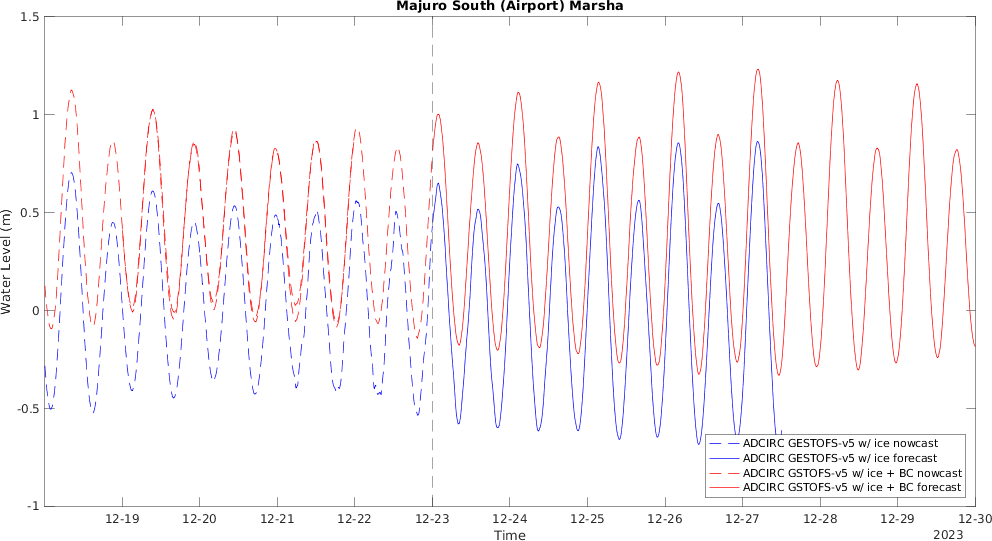 Majuro South (Airport) Marsha
1.5
1
0.5
0
-0.5
-1
Water Level (m)
ADCIRC GESTOFS-v5 w/ ice nowcast
ADCIRC GESTOFS-v5 w/ ice forecast
ADCIRC GSTOFS-v5 w/ ice + BC nowcast
ADCIRC GSTOFS-v5 w/ ice + BC forecast
12-19 12-20 12-21 12-22 12-23 12-24 12-25 12-26 12-27 12-28 12-29 12-30
Time
2023